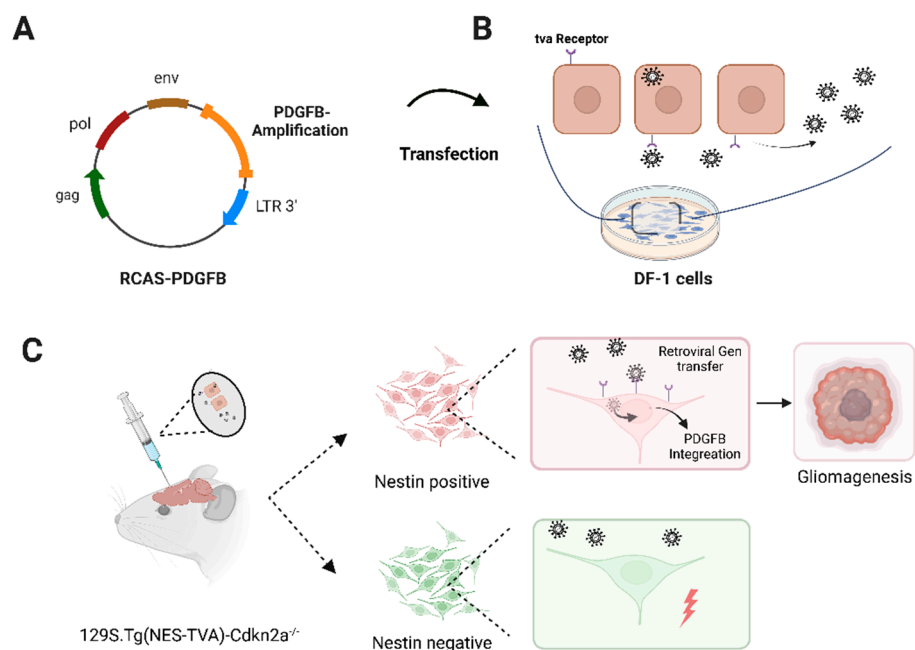 A
env
pol
PDGFB-
Amplification
gag
LTR 3'
RCAS-PDGFB
Transfection
B
tva Receptor
DF-1 cells
C
129S.Tg(NES-TVA)-Cdkn2a-/-
Nestin positive
Retroviral Gen
transfer
PDGFB
Integreation
Gliomagenesis
Nestin negative